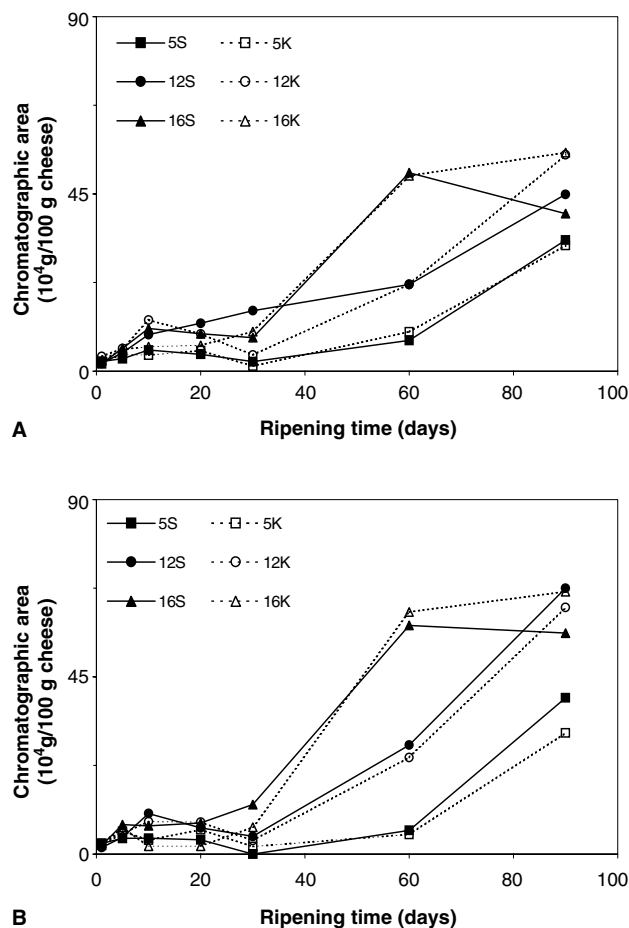 90
5S 5K
12S 12K
16S 16K
45
0
0 20 40 60 80 100
Chromatographic area
(10⁴g/100 g cheese)
A Ripening time (days)
90
5S 5K
12S 12K
16S 16K
45
0
0 20 40 60 80 100
Chromatographic area
(10⁴g/100 g cheese)
B Ripening time (days)